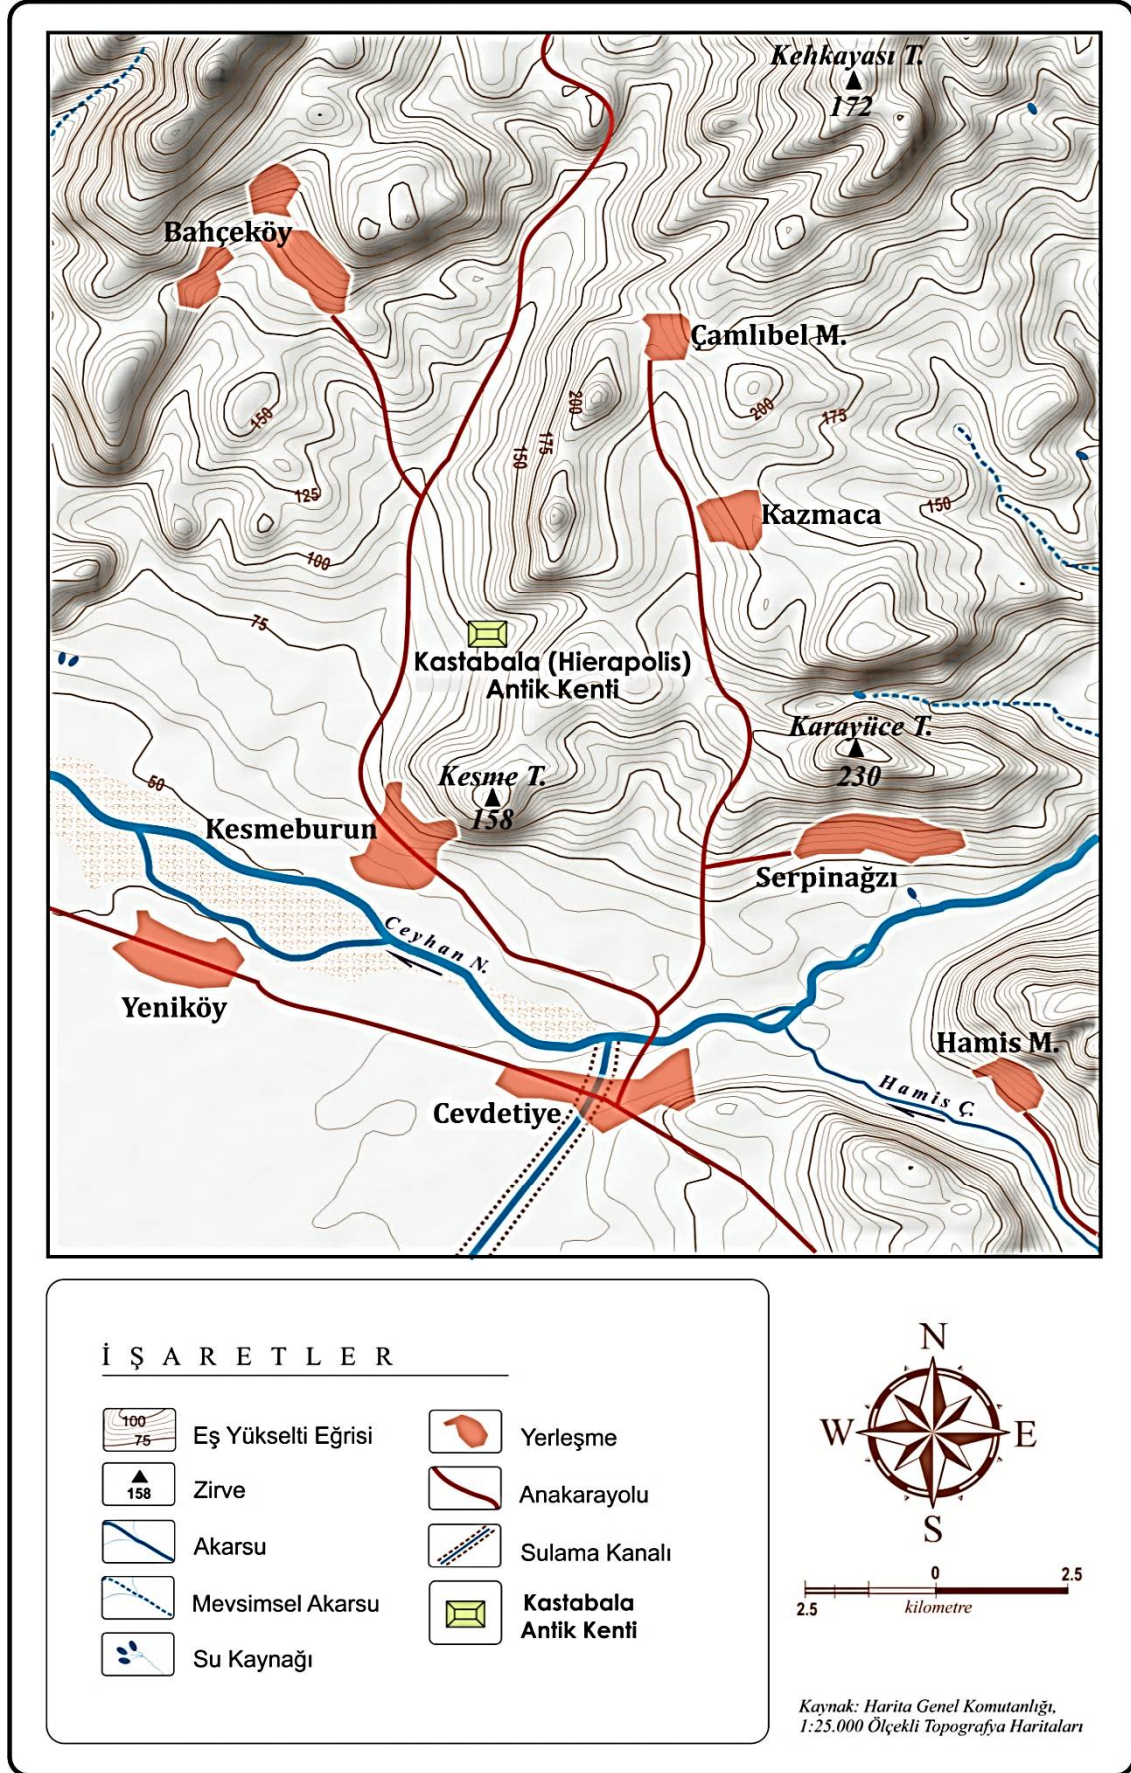 Kehkayası T.
172
Bahçeköy
Çamlıbel M.
200
150
200
175
175
150
125
Kazmaca
150
100
75
Kastabala (Hierapolis)
Antik Kenti
Karayüce T.
230
Kesme T.
158
50
Kesmeburun
Serpinağzı
Ceyhan N.
Yeniköy
Hamis M.
Hamis Ç.
Cevdetiye
İŞARETLER
100
75
Eş Yükselti Eğrisi
158
Zirve
Akarsu
Mevsimsel Akarsu
Su Kaynağı
Yerleşme
Anakarayolu
Sulama Kanalı
Kastabala
Antik Kenti
N
W
E
S
0
2.5
2.5
kilometre
Kaynak: Harita Genel Komutanlığı,
1:25.000 Ölçekli Topografya Haritaları